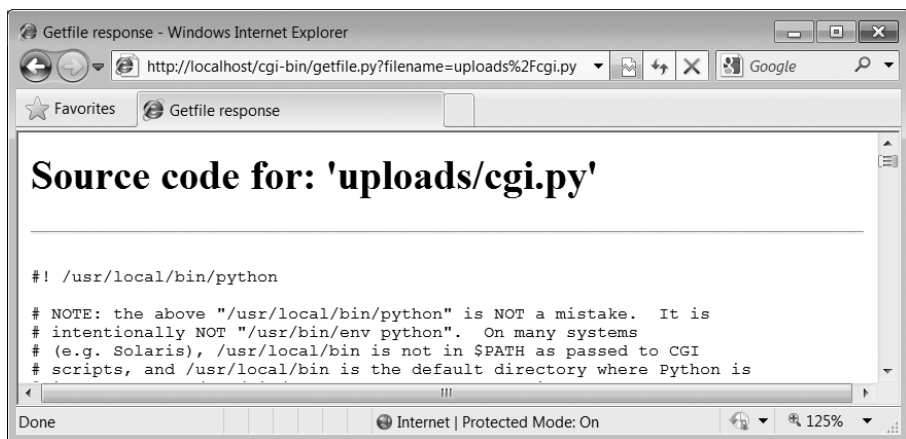 Getfile response - Windows Internet Explorer
http://localhost/cgi-bin/getfile.py?filename=uploads%2Fcgi.py
Google
Favorites
Getfile response
Source code for: 'uploads/cgi.py'
#! /usr/local/bin/python
# NOTE: the above "/usr/local/bin/python" is NOT a mistake.  It is
# intentionally NOT "/usr/bin/env python".  On many systems
# (e.g. Solaris), /usr/local/bin is not in $PATH as passed to CGI
# scripts, and /usr/local/bin is the default directory where Python is
Done
Internet | Protected Mode: On
125%